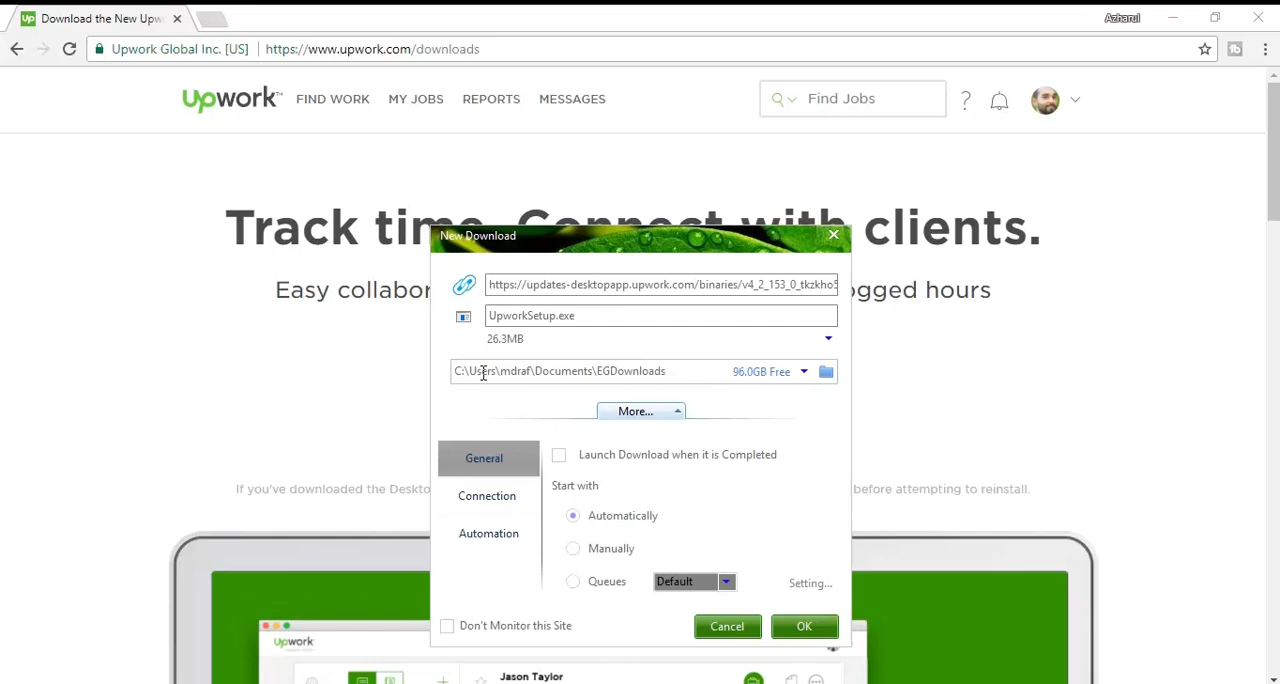 Up Download the New Upw
Azharul
Upwork Global Inc. [US] | https://www.upwork.com/downloads
Upwork FIND WORK MY JOBS REPORTS MESSAGES Find Jobs ?
Track time. Connect with clients.
Easy collabor
ogged hours
New Download
https://updates-desktopapp.upwork.com/binaries/v4_2_153_0_tkzkho5
UpworkSetup.exe
26.3MB
C:\Users\mdraf\Documents\EGDownloads 96.0GB Free
More...
General
Connection
Automation
Launch Download when it is Completed
Start with
Automatically
Manually
Queues Default Setting...
Don't Monitor this Site Cancel OK
If you've downloaded the Deskto
before attempting to reinstall.
Upwork
Jason Taylor